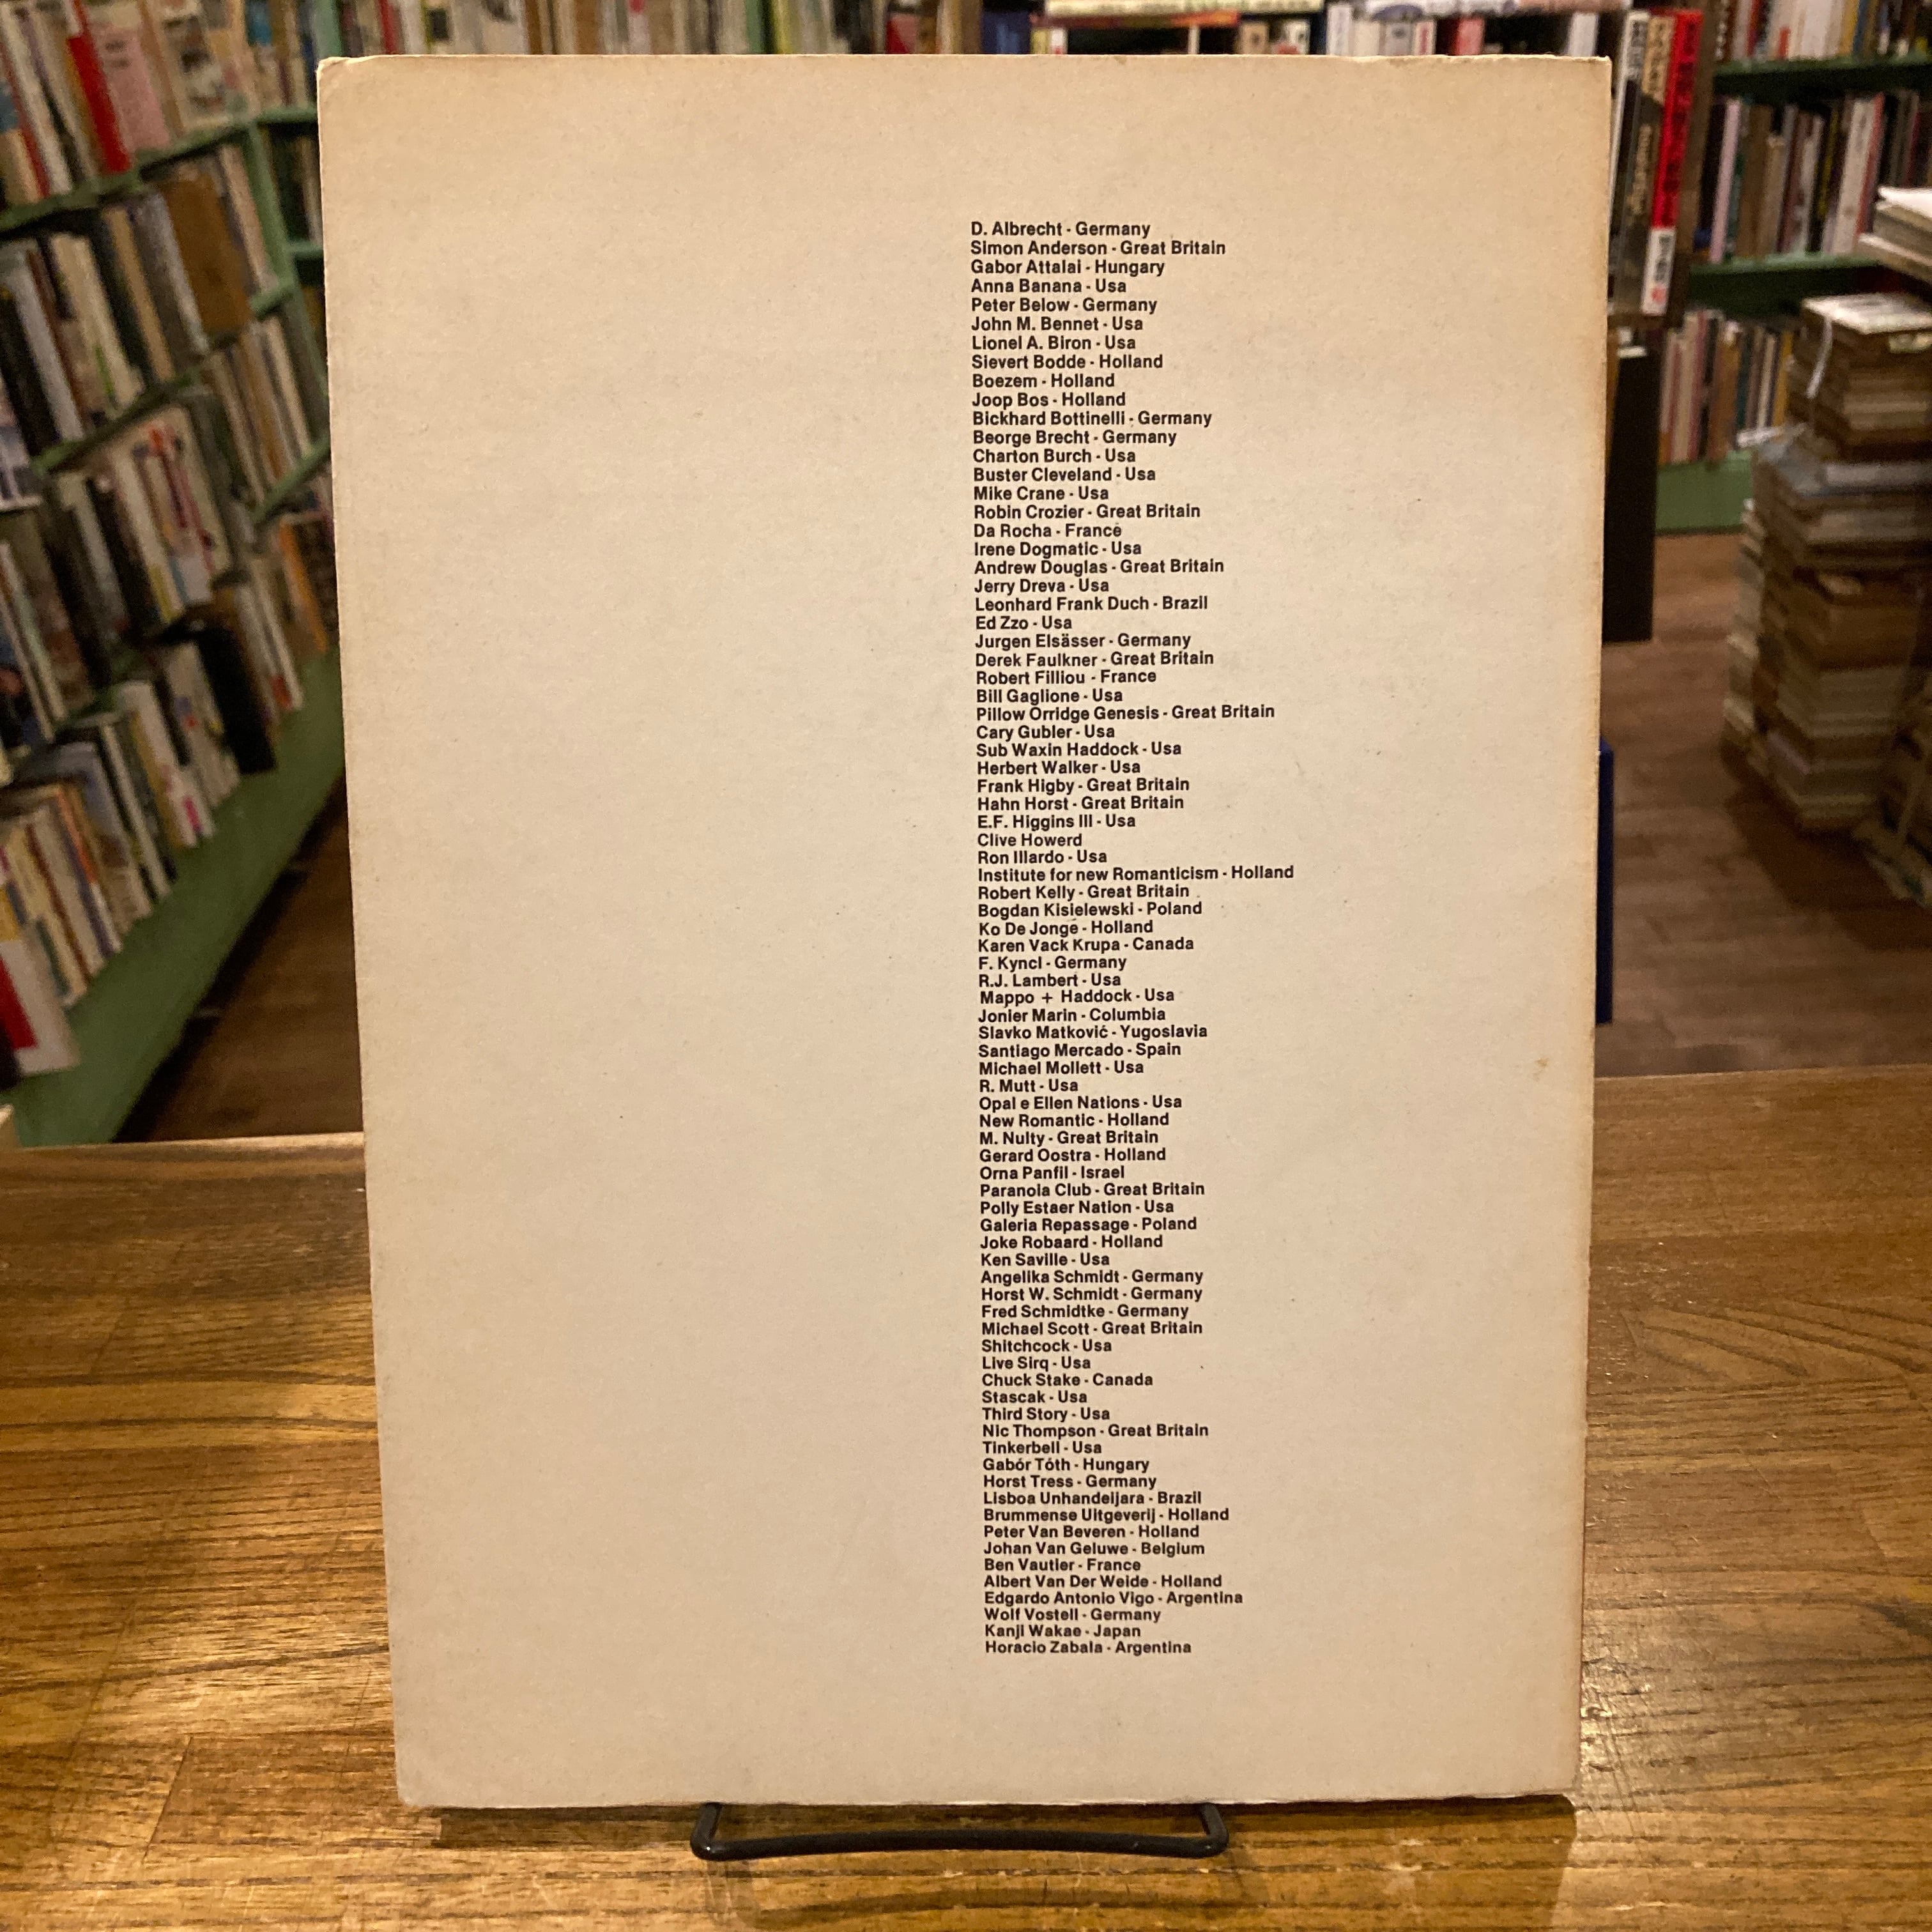 D. Albrecht - Germany
Simon Anderson - Great Britain
Gabor Attalai - Hungary
Anna Banana - Usa
Peter Below - Germany
John M. Bennet - Usa
Lionel A. Biron - Usa
Sievert Bodde - Holland
Boezem - Holland
Joop Bos - Holland
Bickhard Bottinelli - Germany
Beorge Brecht - Germany
Charton Burch - Usa
Buster Cleveland - Usa
Mike Crane - Usa
Robin Crozier - Great Britain
Da Rocha - France
Irene Dogmatic - Usa
Andrew Douglas - Great Britain
Jerry Dreva - Usa
Leonhard Frank Duch - Brazil
Ed Zzo - Usa
Jurgen Elsässer - Germany
Derek Faulkner - Great Britain
Robert Filliou - France
Bill Gaglione - Usa
Pillow Orridge Genesis - Great Britain
Cary Gubler - Usa
Sub Waxin Haddock - Usa
Herbert Walker - Usa
Frank Higby - Great Britain
Hahn Horst - Great Britain
E.F. Higgins III - Usa
Clive Howerd
Ron Illardo - Usa
Institute for new Romanticism - Holland
Robert Kelly - Great Britain
Bogdan Kisielewski - Poland
Ko De Jonge - Holland
Karen Vack Krupa - Canada
F. Kyncl - Germany
R.J. Lambert - Usa
Mappo + Haddock - Usa
Jonier Marin - Columbia
Slavko Matković - Yugoslavia
Santiago Mercado - Spain
Michael Mollett - Usa
R. Mutt - Usa
Opal e Ellen Nations - Usa
New Romantic - Holland
M. Nulty - Great Britain
Gerard Oostra - Holland
Orna Panfil - Israel
Paranoia Club - Great Britain
Polly Estaer Nation - Usa
Galeria Repassage - Poland
Joke Robaard - Holland
Ken Saville - Usa
Angelika Schmidt - Germany
Horst W. Schmidt - Germany
Fred Schmidtke - Germany
Michael Scott - Great Britain
Shitchcock - Usa
Live Sirq - Usa
Chuck Stake - Canada
Stascak - Usa
Third Story - Usa
Nic Thompson - Great Britain
Tinkerbell - Usa
Gabór Tóth - Hungary
Horst Tress - Germany
Lisboa Unhandeijara - Brazil
Brummense Uitgeverij - Holland
Peter Van Beveren - Holland
Johan Van Geluwe - Belgium
Ben Vautier - France
Albert Van Der Weide - Holland
Edgardo Antonio Vigo - Argentina
Wolf Vostell - Germany
Kanji Wakae - Japan
Horacio Zabala - Argentina